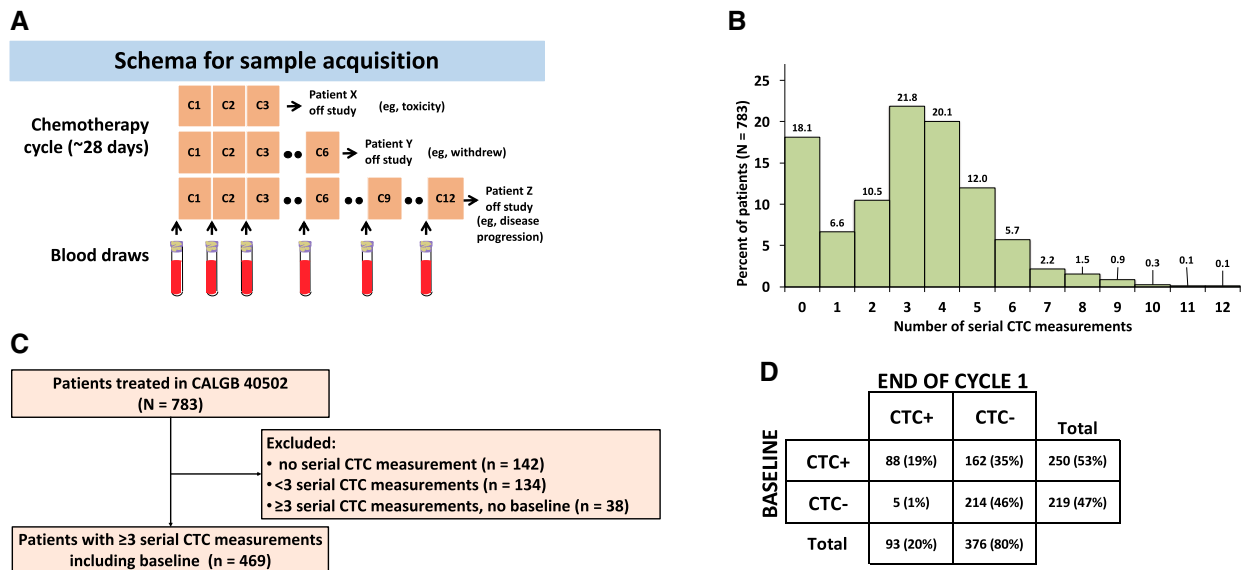 A
Schema for sample acquisition
Chemotherapy
cycle (~28 days)
C1 C2 C3
Patient X
off study
(eg, toxicity)
C1 C2 C3 C6
Patient Y
off study
(eg, withdrew)
C1 C2 C3 C6 C9 C12
Patient Z
off study
(eg, disease
progression)
Blood draws
B
Percent of patients (N = 783)
25
20
15
10
5
0
18.1
6.6
10.5
21.8
20.1
12.0
5.7
2.2
1.5
0.9
0.3
0.1
0.1
0 1 2 3 4 5 6 7 8 9 10 11 12
Number of serial CTC measurements
C
Patients treated in CALGB 40502
(N = 783)
Excluded:
• no serial CTC measurement (n = 142)
• <3 serial CTC measurements (n = 134)
• ≥3 serial CTC measurements, no baseline (n = 38)
Patients with ≥3 serial CTC measurements
including baseline (n = 469)
D
END OF CYCLE 1
CTC+ CTC- Total
BASELINE
CTC+ 88 (19%) 162 (35%) 250 (53%)
CTC- 5 (1%) 214 (46%) 219 (47%)
Total 93 (20%) 376 (80%)